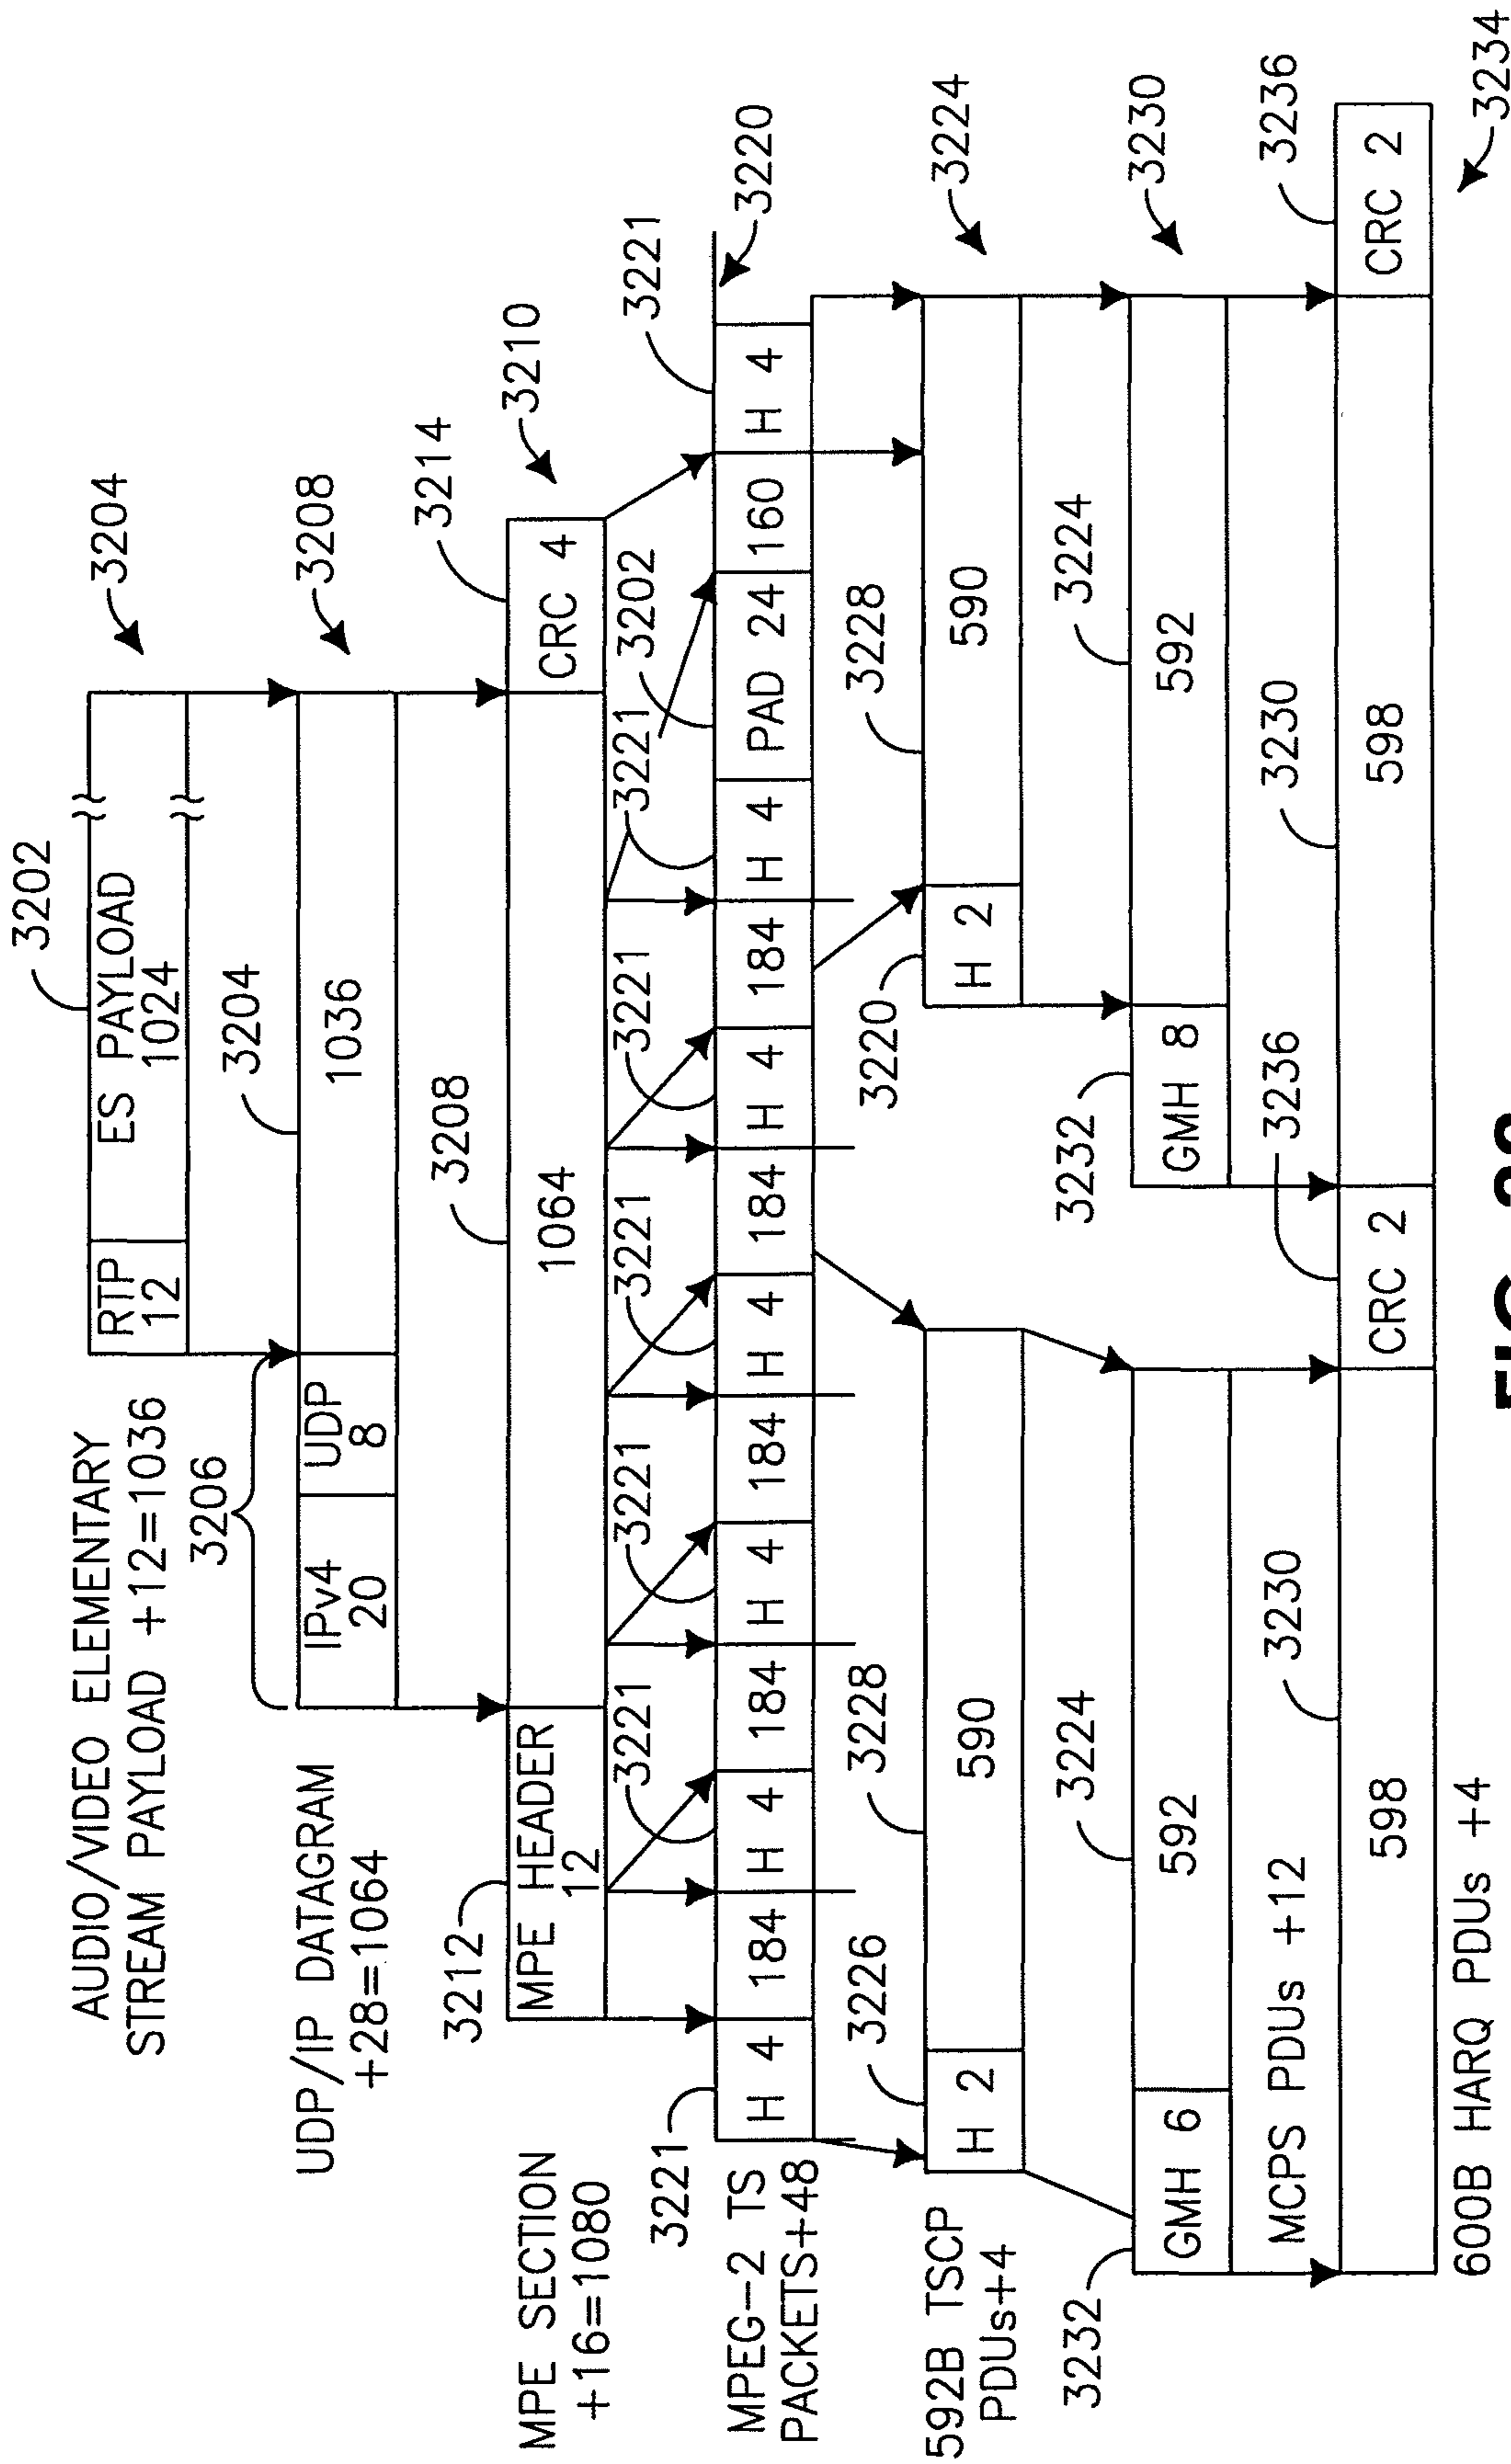 AUDIO/VIDEO ELEMENTARY
STREAM PAYLOAD +12=1036
RTP
12
ES PAYLOAD
1024
3202
3204
UDP/IP DATAGRAM
+28=1064
3206
IPv4
20
UDP
8
3204
1036
3208
MPE SECTION
+16=1080
3212
MPE HEADER
12
3208
1064
3214
CRC 4
3210
MPEG-2 TS
PACKETS+48
3221
3221
3221
3221
3221
3221
3202
3221
3220
H 4
184
H 4
184
H 4
184
H 4
184
H 4
184
H 4
PAD 24
160
H 4
592B TSCP
PDUs+4
3226
H 2
3228
590
3220
H 2
3228
590
3224
3232
GMH 6
3224
592
3232
GMH 8
3224
592
3230
MCPS PDUs +12
3230
598
3236
CRC 2
3230
598
3236
CRC 2
600B HARQ PDUs +4
3234